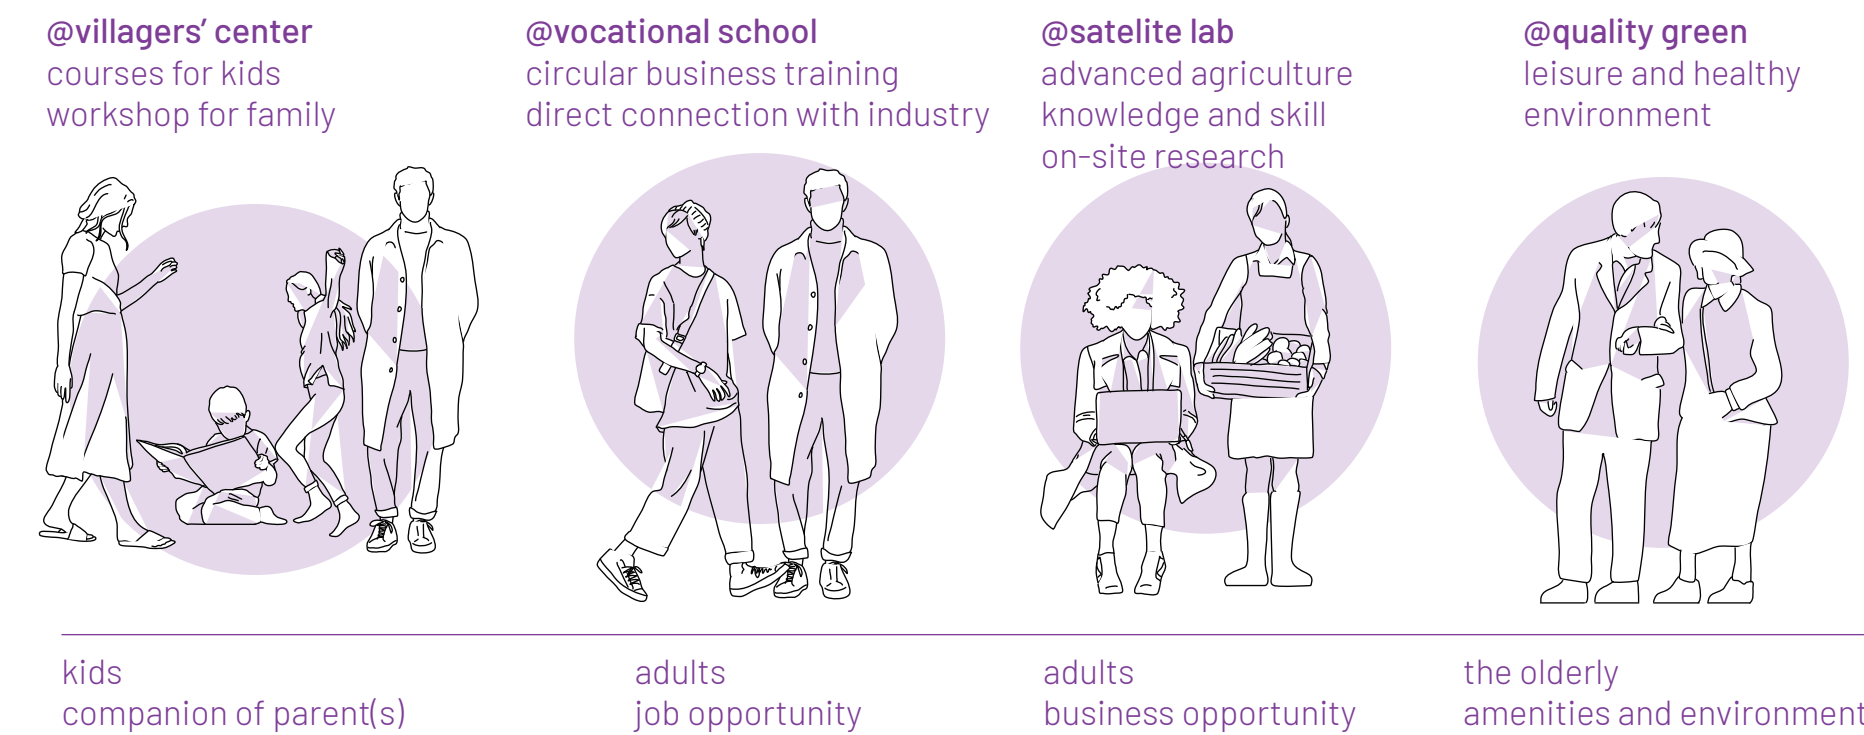 @villagers’ center
courses for kids
workshop for family
@vocational school
circular business training
direct connection with industry
@satelite lab
advanced agriculture
knowledge and skill
on-site research
@quality green
leisure and healthy
environment
kids
companion of parent(s)
adults
job opportunity
adults
business opportunity
the olderly
amenities and environment